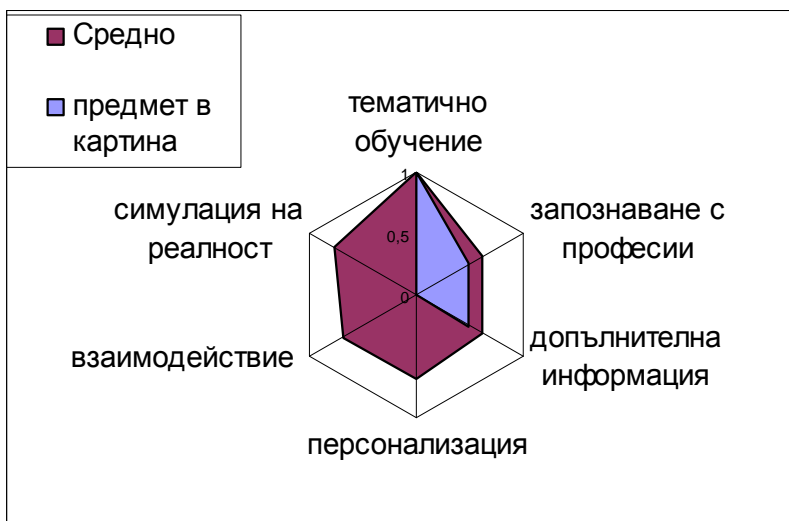 Средно
предмет в
картина
тематично
обучение
симулация на
реалност
запознаване с
професии
1
0,5
0
взаимодействие
допълнителна
информация
персонализация